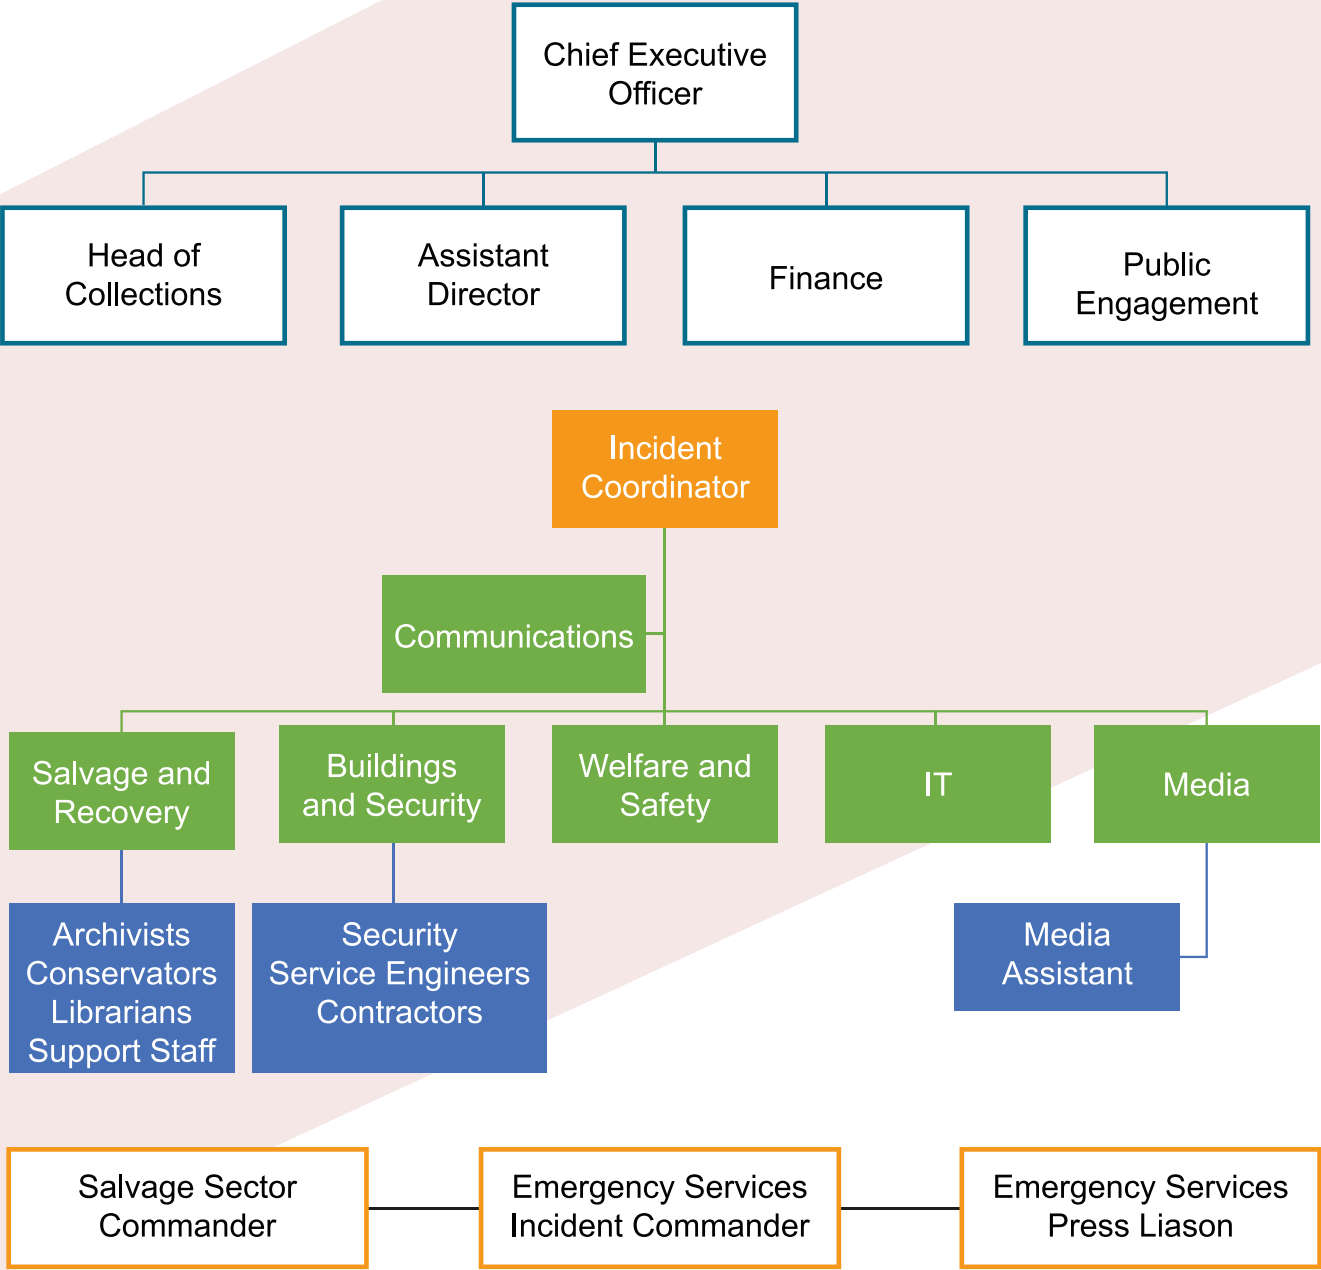 Chief Executive
Officer
Head of
Collections
Assistant
Director
Finance
Public
Engagement
Incident
Coordinator
Communications
Salvage and
Recovery
Buildings
and Security
Welfare and
Safety
IT
Media
Archivists
Conservators
Librarians
Support Staff
Security
Service Engineers
Contractors
Media
Assistant
Salvage Sector
Commander
Emergency Services
Incident Commander
Emergency Services
Press Liason